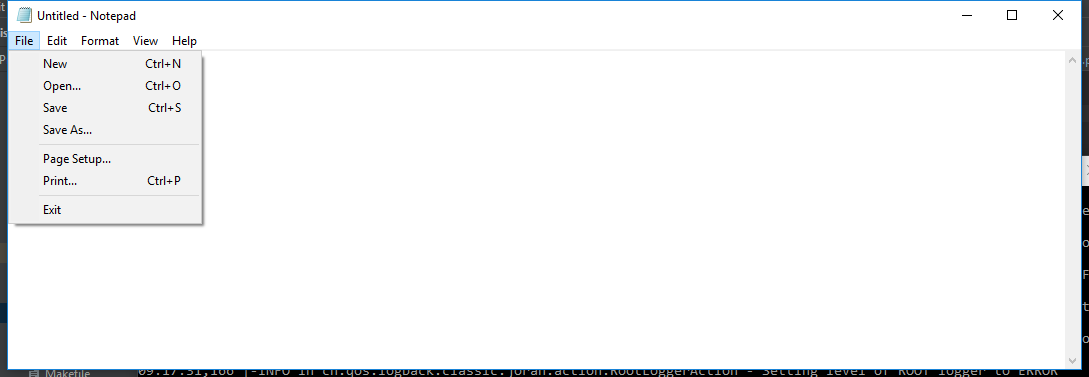 Untitled - Notepad
File Edit Format View Help
New Ctrl+N
Open... Ctrl+O
Save Ctrl+S
Save As...
Page Setup...
Print... Ctrl+P
Exit
Makefile
09:17:31,166 |-INFO in ch.qos.logback.classic.joran.action.RootLoggerAction - Setting level of ROOT logger to ERROR